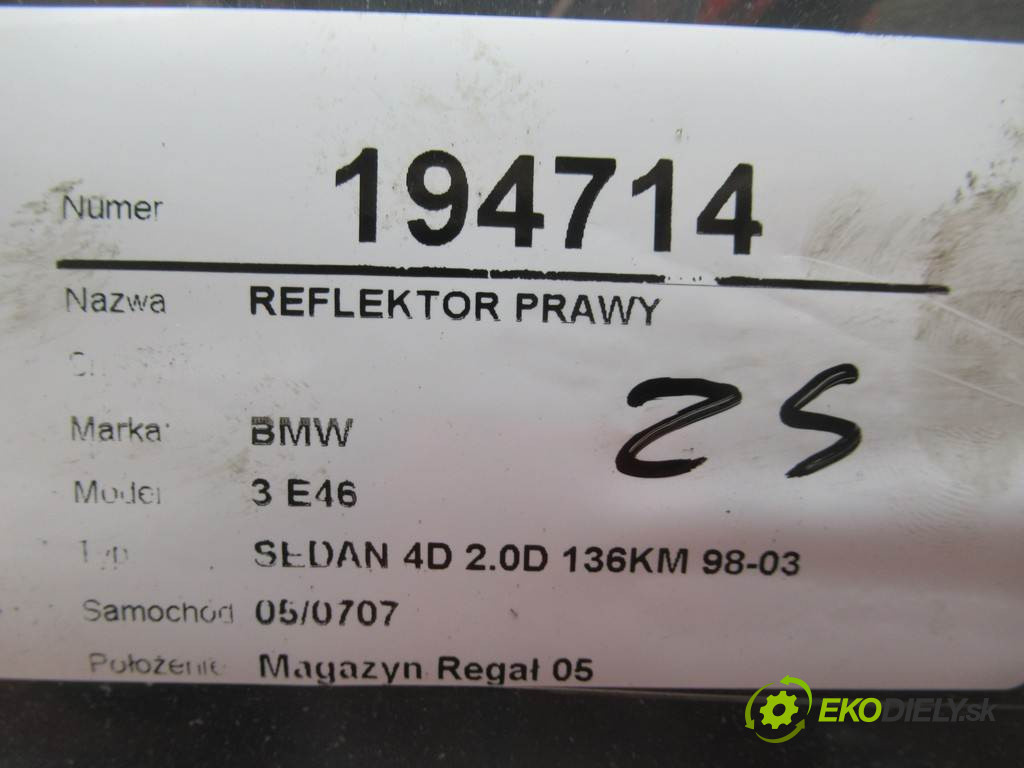 Numer 194714
Nazwa REFLEKTOR PRAWY
Marka: BMW
Model 3 E46
Typ SEDAN 4D 2.0D 136KM 98-03
Samochód 05/0707
Położenie Magazyn Regał 05
EKODIELY.sk